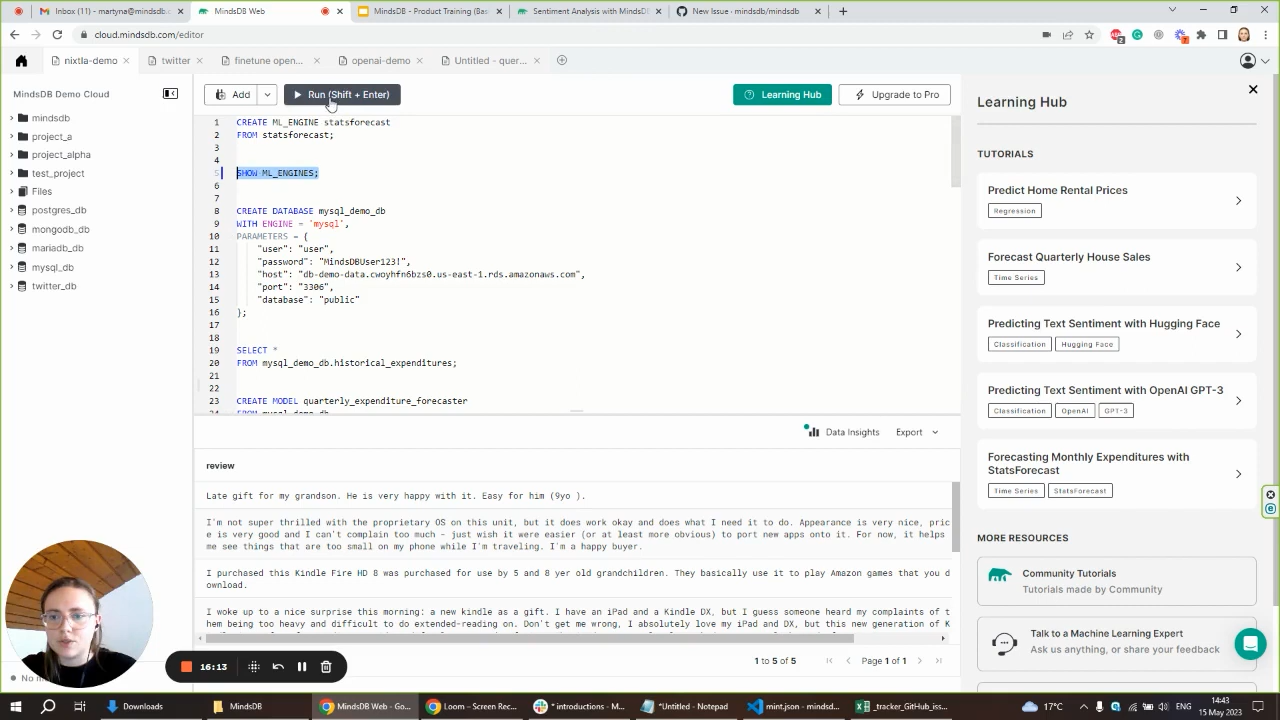 Inbox (11) - martyna@mindsdb.c
MindsDB Web
MindsDB - Product Training (Bas
Sentiment Analysis with MindsD
New Issue · mindsdb/mindsdb
cloud.mindsdb.com/editor
nixtla-demo
twitter
finetune openai...
openai-demo
Untitled - quer...
MindsDB Demo Cloud
Add
Run (Shift + Enter)
Learning Hub
Upgrade to Pro
mindsdb
project_a
project_alpha
test_project
Files
postgres_db
mongodb_db
mariadb_db
mysql_db
twitter_db
1 CREATE ML_ENGINE statsforecast
2 FROM statsforecast;
3
4
5 SHOW ML_ENGINES;
6
7
8 CREATE DATABASE mysql_demo_db
9 WITH ENGINE = 'mysql',
10 PARAMETERS = {
11 "user": "user",
12 "password": "MindsDBUser123!",
13 "host": "db-demo-data.cwoyhfn6bzs0.us-east-1.rds.amazonaws.com",
14 "port": "3306",
15 "database": "public"
16 };
17
18
19 SELECT *
20 FROM mysql_demo_db.historical_expenditures;
21
22
23 CREATE MODEL quarterly_expenditure_forecaster
24 FROM mysql_demo_db
Data Insights
Export
review
Late gift for my grandson. He is very happy with it. Easy for him (9yo ).
I'm not super thrilled with the proprietary OS on this unit, but it does work okay and does what I need it to do. Appearance is very nice, pric
e is very good and I can't complain too much - just wish it were easier (or at least more obvious) to port new apps onto it. For now, it helps
me see things that are too small on my phone while I'm traveling. I'm a happy buyer.
I purchased this Kindle Fire HD 8 was purchased for use by 5 and 8 yer old grandchildren. They basically use it to play Amazon games that you d
ownload.
I woke up to a nice surprise this morning: a new kindle as a gift. I have an iPad and a Kindle DX, but I guess someone heard my complaints of t
hem being too heavy and difficult to do extended-reading on. Don't get me wrong, I absolutely love my iPad and DX, but this new generation of K
1 to 5 of 5
Page 1 of 1
Learning Hub
TUTORIALS
Predict Home Rental Prices
Regression
Forecast Quarterly House Sales
Time Series
Predicting Text Sentiment with Hugging Face
Classification
Hugging Face
Predicting Text Sentiment with OpenAI GPT-3
Classification
OpenAI
GPT-3
Forecasting Monthly Expenditures with
StatsForecast
Time Series
StatsForecast
MORE RESOURCES
Community Tutorials
Tutorials made by Community
Talk to a Machine Learning Expert
Ask us anything, or share your feedback
16:13
Downloads
MindsDB
MindsDB Web - Go...
Loom – Screen Rec...
introductions - M...
*Untitled - Notepad
mint.json - mindsd...
_tracker_GitHub_iss...
17°C
14:43
15 May 2023